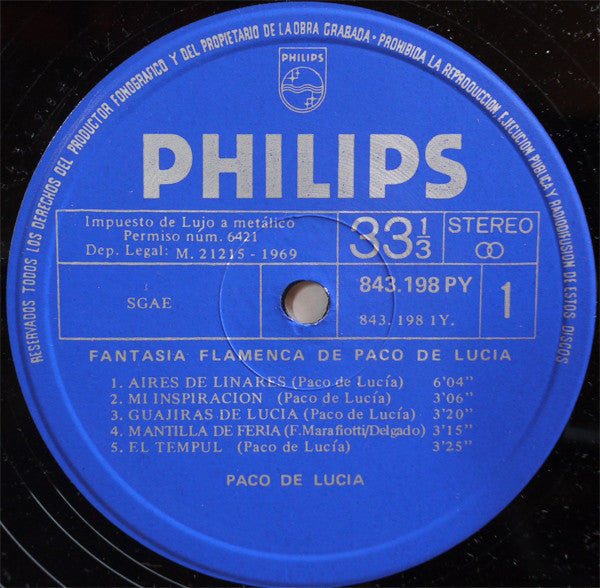 RESERVADOS TODOS LOS DERECHOS DEL PRODUCTOR FONOGRAFICO Y DEL PROPIETARIO DE LA OBRA GRABADA · PROHIBIDA LA REPRODUCCION, EJECUCION PUBLICA Y RADIODIFUSION DE ESTOS DISCOS
PHILIPS
PHILIPS
Impuesto de Lujo a metálico
Permiso núm. 6421
Dep. Legal: M. 21215 - 1969
33 1/3
STEREO
SGAE
843.198 PY
843. 198 1Y.
1
FANTASIA FLAMENCA DE PACO DE LUCIA
1. AIRES DE LINARES (Paco de Lucía) 6'04"
2. MI INSPIRACION (Paco de Lucía) 3'06"
3. GUAJIRAS DE LUCIA (Paco de Lucía) 3'20"
4. MANTILLA DE FERIA (F. Marafiotti/Delgado) 3'15"
5. EL TEMPUL (Paco de Lucía) 3'25"
PACO DE LUCIA